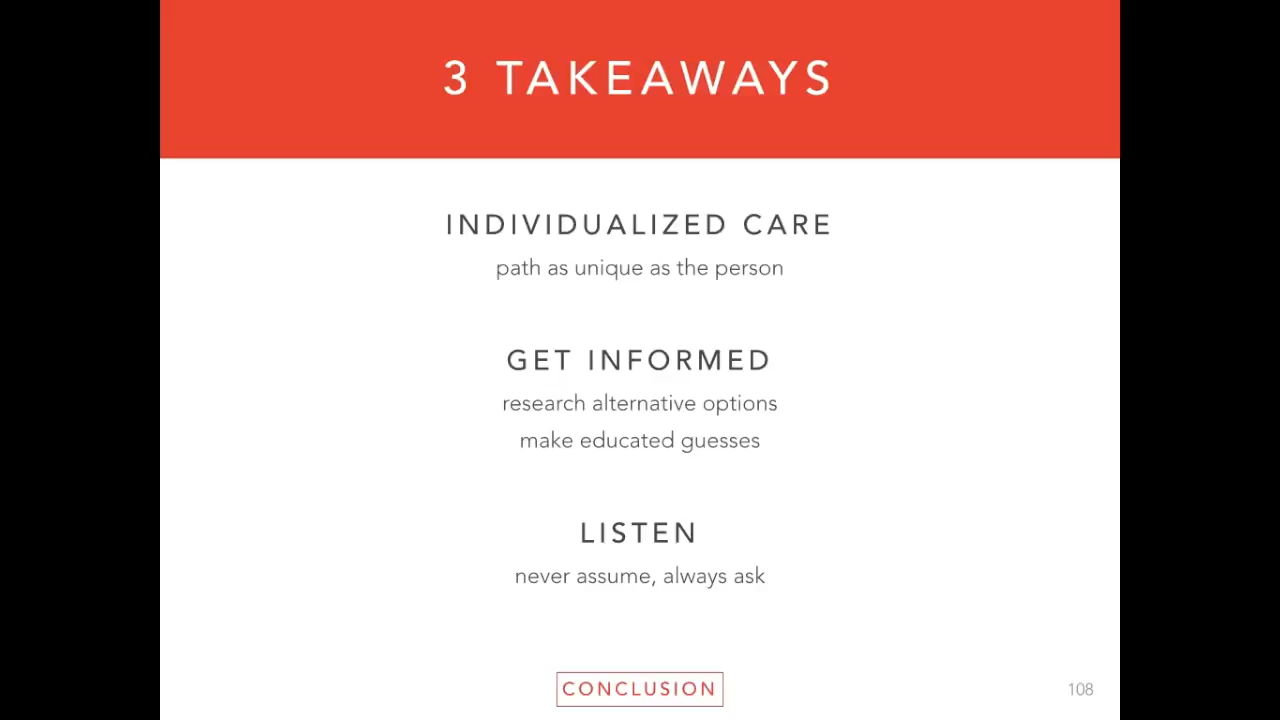 3 TAKEAWAYS
INDIVIDUALIZED CARE
path as unique as the person
GET INFORMED
research alternative options
make educated guesses
LISTEN
never assume, always ask
CONCLUSION
108